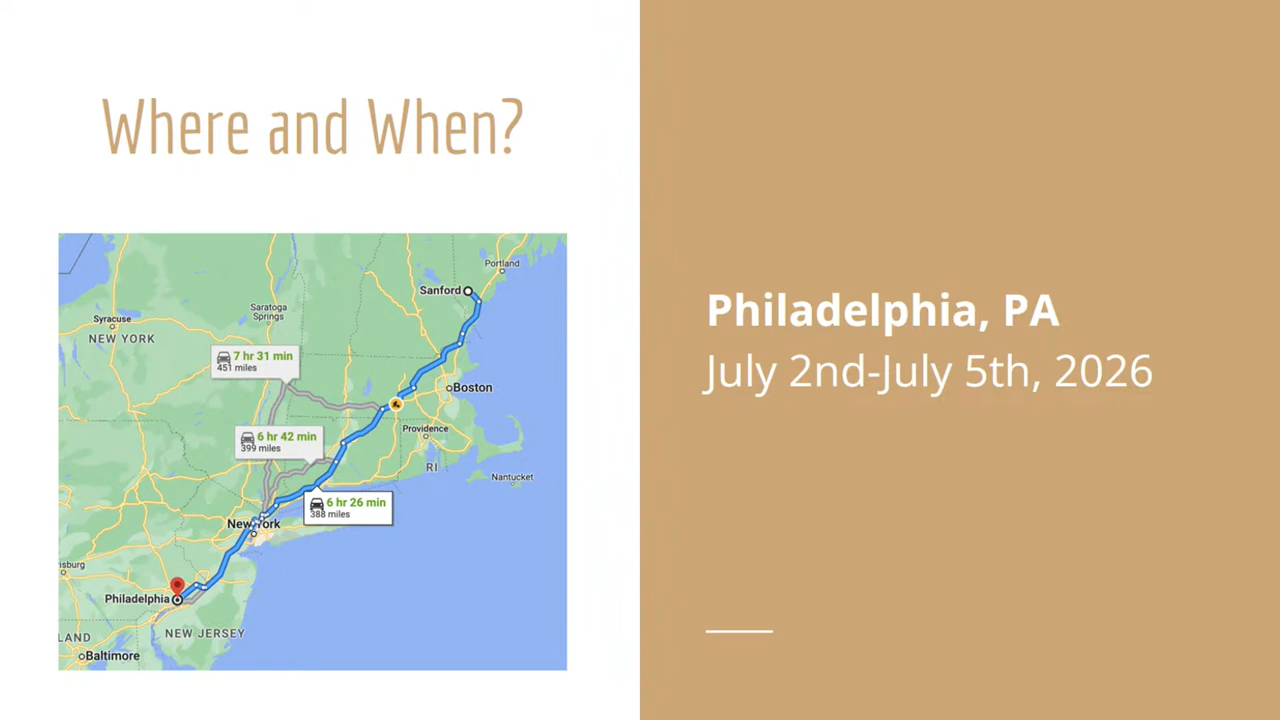 Where and When?
Portland
Sanford
Saratoga
Springs
Syracuse
NEW YORK
7 hr 31 min
451 miles
Boston
6 hr 42 min
399 miles
Providence
RI
Nantucket
6 hr 26 min
388 miles
New York
isburg
Philadelphia
NEW JERSEY
LAND
Baltimore
Philadelphia, PA
July 2nd-July 5th, 2026